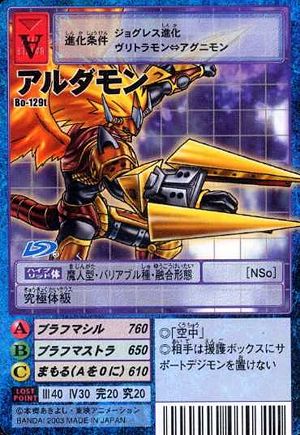 V
進化条件
ジョグレス進化
ヴリトラモン⇔アグニモン
アルダモン
Bo-129t
魔人型・バリアブル種・融合形態
[NSo]
究極体級
A ブラフマシル 760
B ブラフマストラ 650
C まもる(Aを0に) 610
○「空中」
○相手は援護ボックスにサ
ポートデジモンを置けない
LOST POINT Ⅲ40 Ⅳ30 完20 究20
©本郷あきよし・東映アニメーション
BANDAI 2003 MADE IN JAPAN